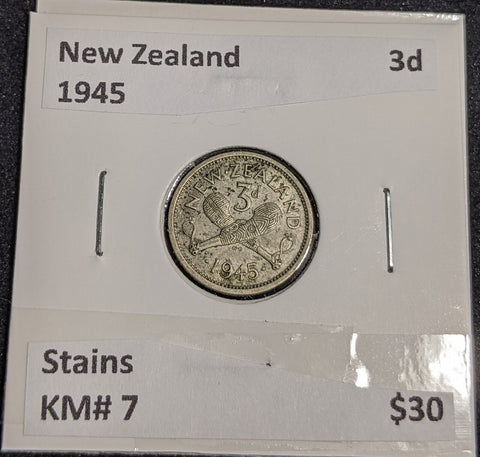 New Zealand 3d
1945
NEW ZEALAND
3d
1945
Stains
KM# 7 $30